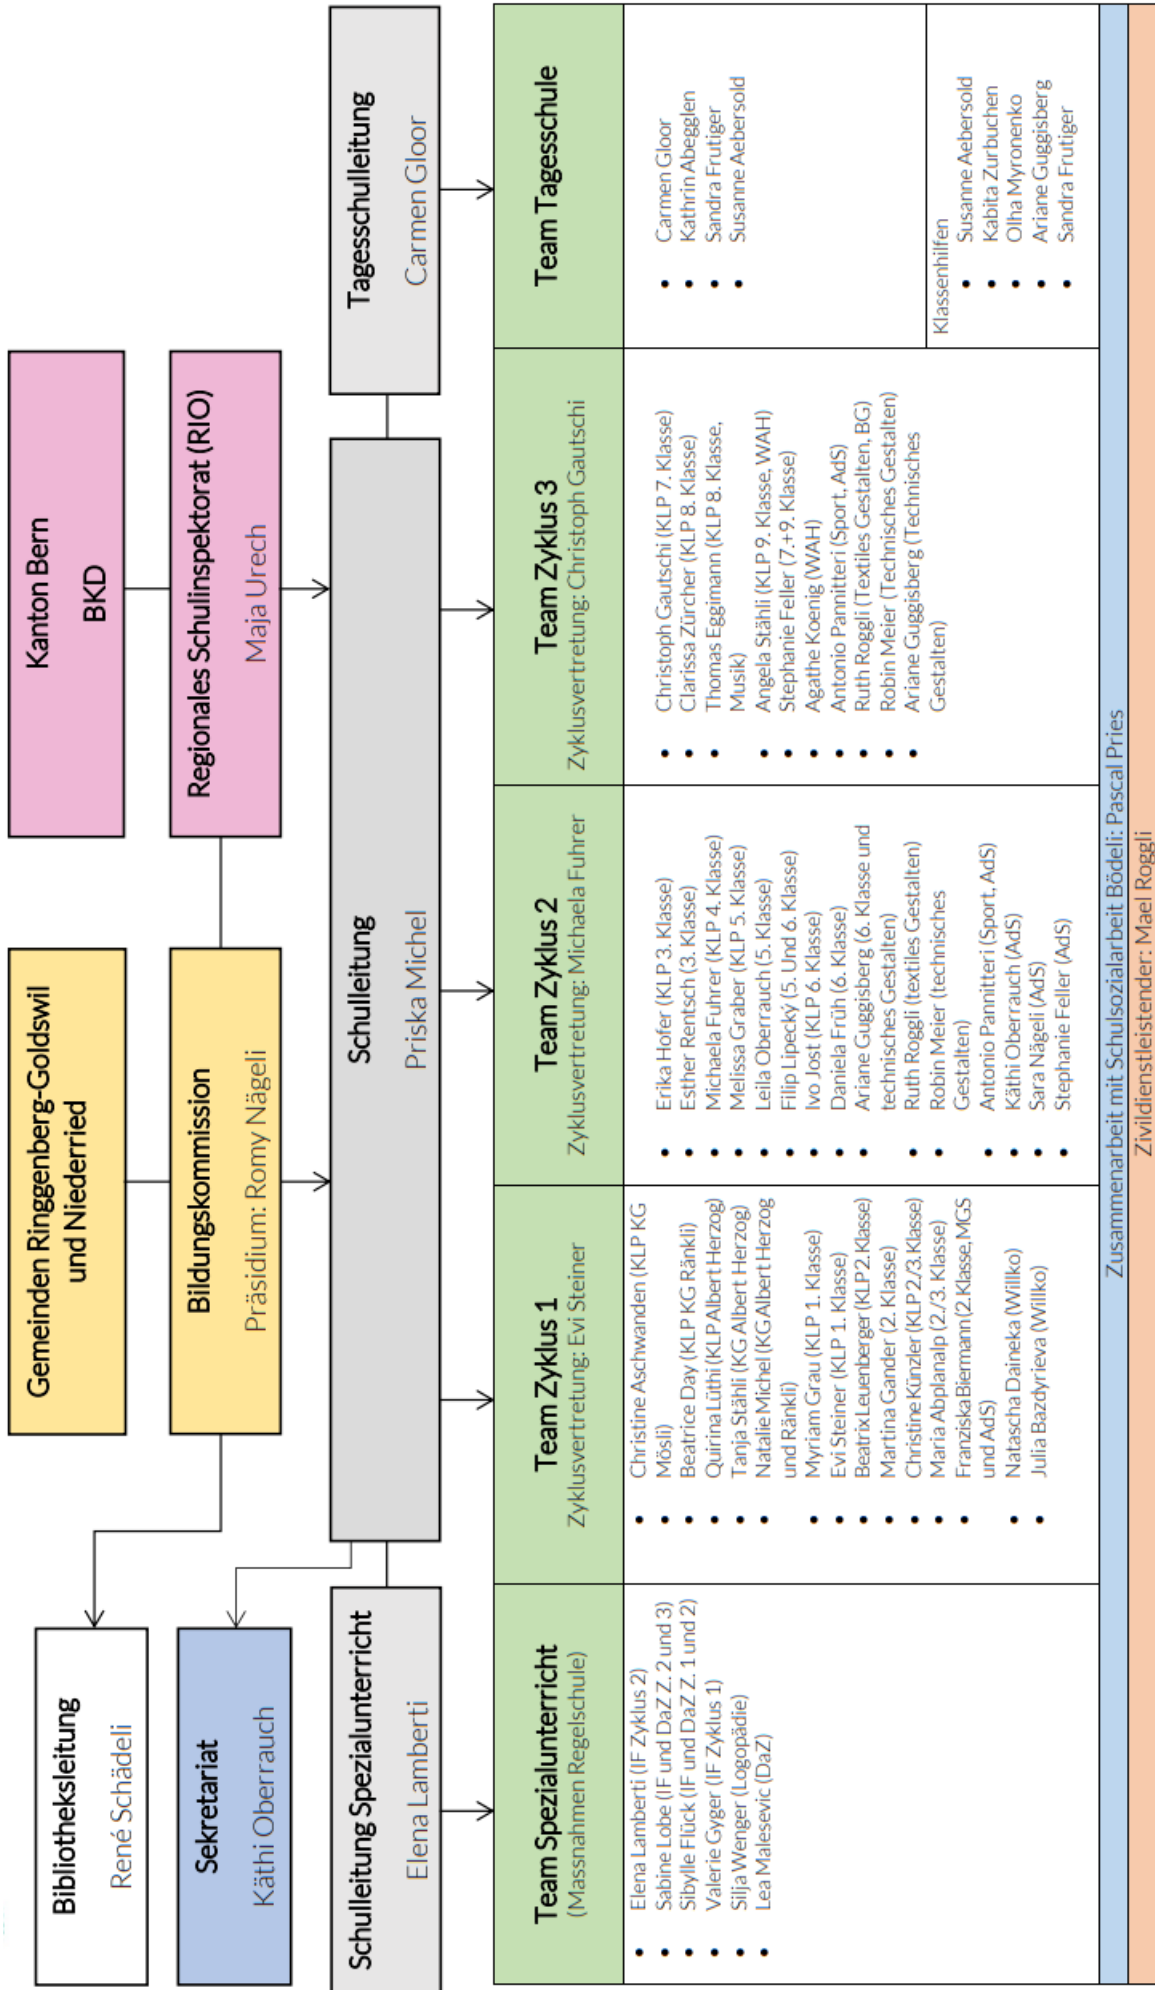 Gemeinden Ringgenberg-Goldswil
und Niederried
Kanton Bern
BKD
Bibliotheksleitung
René Schädeli
Bildungskommission
Präsidium: Romy Nägeli
Regionales Schulinspektorat (RIO)
Maja Urech
Sekretariat
Käthi Oberrauch
Schulleitung Spezialunterricht
Elena Lamberti
Schulleitung
Priska Michel
Tagesschulleitung
Carmen Gloor
Team Spezialunterricht
(Massnahmen Regelschule)
• Elena Lamberti (IF Zyklus 2)
• Sabine Lobe (IF und DaZ Z. 2 und 3)
• Sibylle Flück (IF und DaZ Z. 1 und 2)
• Valerie Gyger (IF Zyklus 1)
• Silja Wenger (Logopädie)
• Lea Malesevic (DaZ)
Team Zyklus 1
Zyklusvertretung: Evi Steiner
• Christine Aschwanden (KLP KG
Mösli)
• Beatrice Day (KLP KG Ränkli)
• Quirina Lüthi (KLP Albert Herzog)
• Tanja Stähli (KG Albert Herzog)
• Natalie Michel (KG Albert Herzog
und Ränkli)
• Myriam Grau (KLP 1. Klasse)
• Evi Steiner (KLP 1. Klasse)
• Beatrix Leuenberger (KLP 2. Klasse)
• Martina Gander (2. Klasse)
• Christine Künzler (KLP 2./3. Klasse)
• Maria Abplanalp (2./3. Klasse)
• Franziska Biermann (2. Klasse, MGS
und AdS)
• Natascha Daineka (Willko)
• Julia Bazdyrieva (Willko)
Team Zyklus 2
Zyklusvertretung: Michaela Fuhrer
• Erika Hofer (KLP 3. Klasse)
• Esther Rentsch (3. Klasse)
• Michaela Fuhrer (KLP 4. Klasse)
• Melissa Graber (KLP 5. Klasse)
• Leila Oberrauch (5. Klasse)
• Filip Lipecký (5. Und 6. Klasse)
• Ivo Jost (KLP 6. Klasse)
• Daniela Früh (6. Klasse)
• Ariane Guggisberg (6. Klasse und
technisches Gestalten)
• Ruth Roggli (textiles Gestalten)
• Robin Meier (technisches
Gestalten)
• Antonio Pannitteri (Sport, AdS)
• Käthi Oberrauch (AdS)
• Sara Nägeli (AdS)
• Stephanie Feller (AdS)
Team Zyklus 3
Zyklusvertretung: Christoph Gautschi
• Christoph Gautschi (KLP 7. Klasse)
• Clarissa Zürcher (KLP 8. Klasse)
• Thomas Eggimann (KLP 8. Klasse,
Musik)
• Angela Stähli (KLP 9. Klasse, WAH)
• Stephanie Feller (7.+9. Klasse)
• Agathe Koenig (WAH)
• Antonio Pannitteri (Sport, AdS)
• Ruth Roggli (Textiles Gestalten, BG)
• Robin Meier (Technisches Gestalten)
• Ariane Guggisberg (Technisches
Gestalten)
Team Tagesschule
• Carmen Gloor
• Kathrin Abegglen
• Sandra Frutiger
• Susanne Aebersold
Klassenhilfen
• Susanne Aebersold
• Kabita Zurbuchen
• Olha Myronenko
• Ariane Guggisberg
• Sandra Frutiger
Zusammenarbeit mit Schulsozialarbeit Bödeli: Pascal Pries
Zivildienstleistender: Mael Roggli